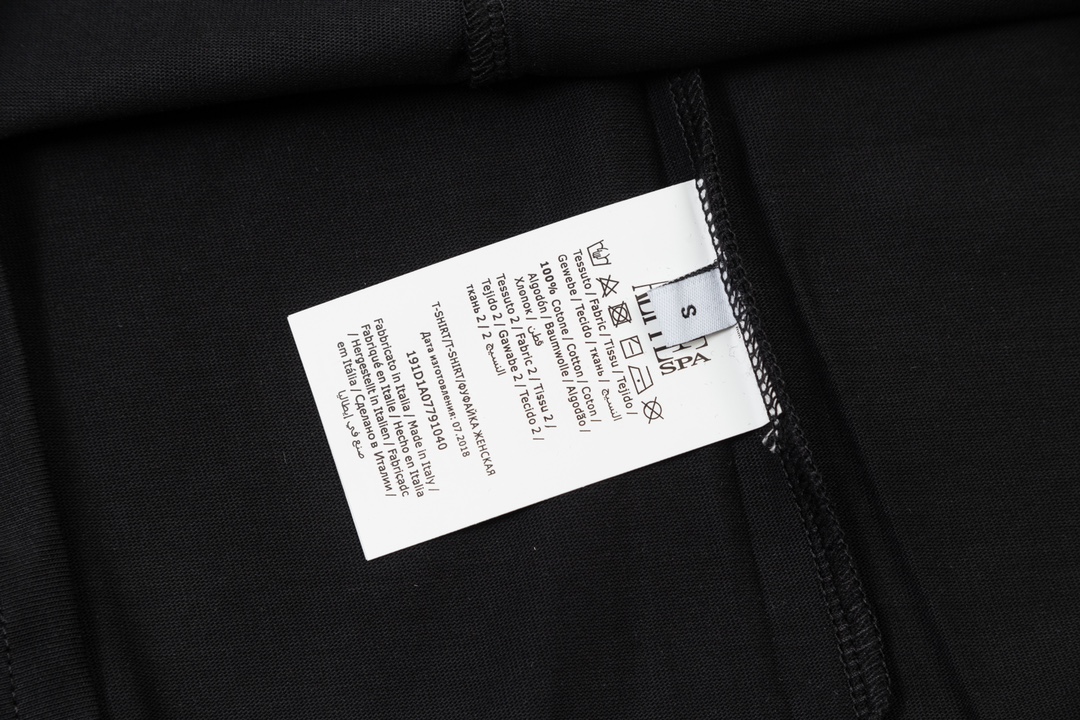 S
SPA
Tessuto / Fabric / Tissu / Tejido /
Gewebe / Tecido / ткань / النسيج
100% Cotone / Cotton / Coton /
Algodón / Baumwolle / Algodão /
Хлопок / قطن
Tessuto 2 / Fabric 2 / Tissu 2 /
Tejido 2 / Gawabe 2 / Tecido 2 /
ткань 2 / النسيج 2
T-SHIRT/T-SHIRT/ФУФАЙКА ЖЕНСКАЯ
Дата изготовления: 07.2018
191D1A07791040
Fabbricato in Italia / Made in Italy /
Fabriqué en Italie / Hecho en Italia
/ Hergestellt in Italien / Fabricadc
em Itália / Сделано в Италии /
صنع في إيطاليا